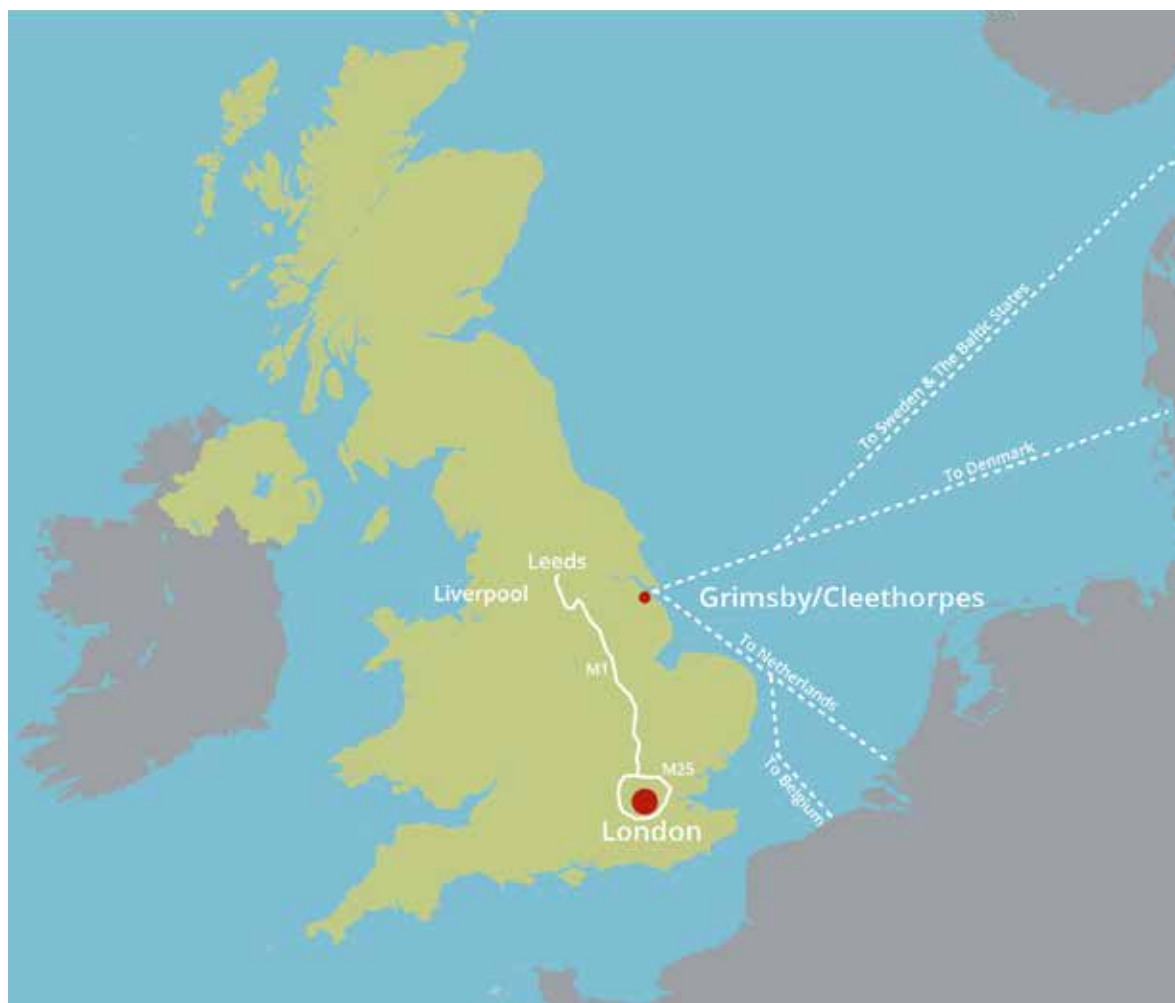 To Sweden & The Baltic States
To Denmark
Leeds
Liverpool
Grimsby/Cleethorpes
To Netherlands
M1
M25
To Belgium
London